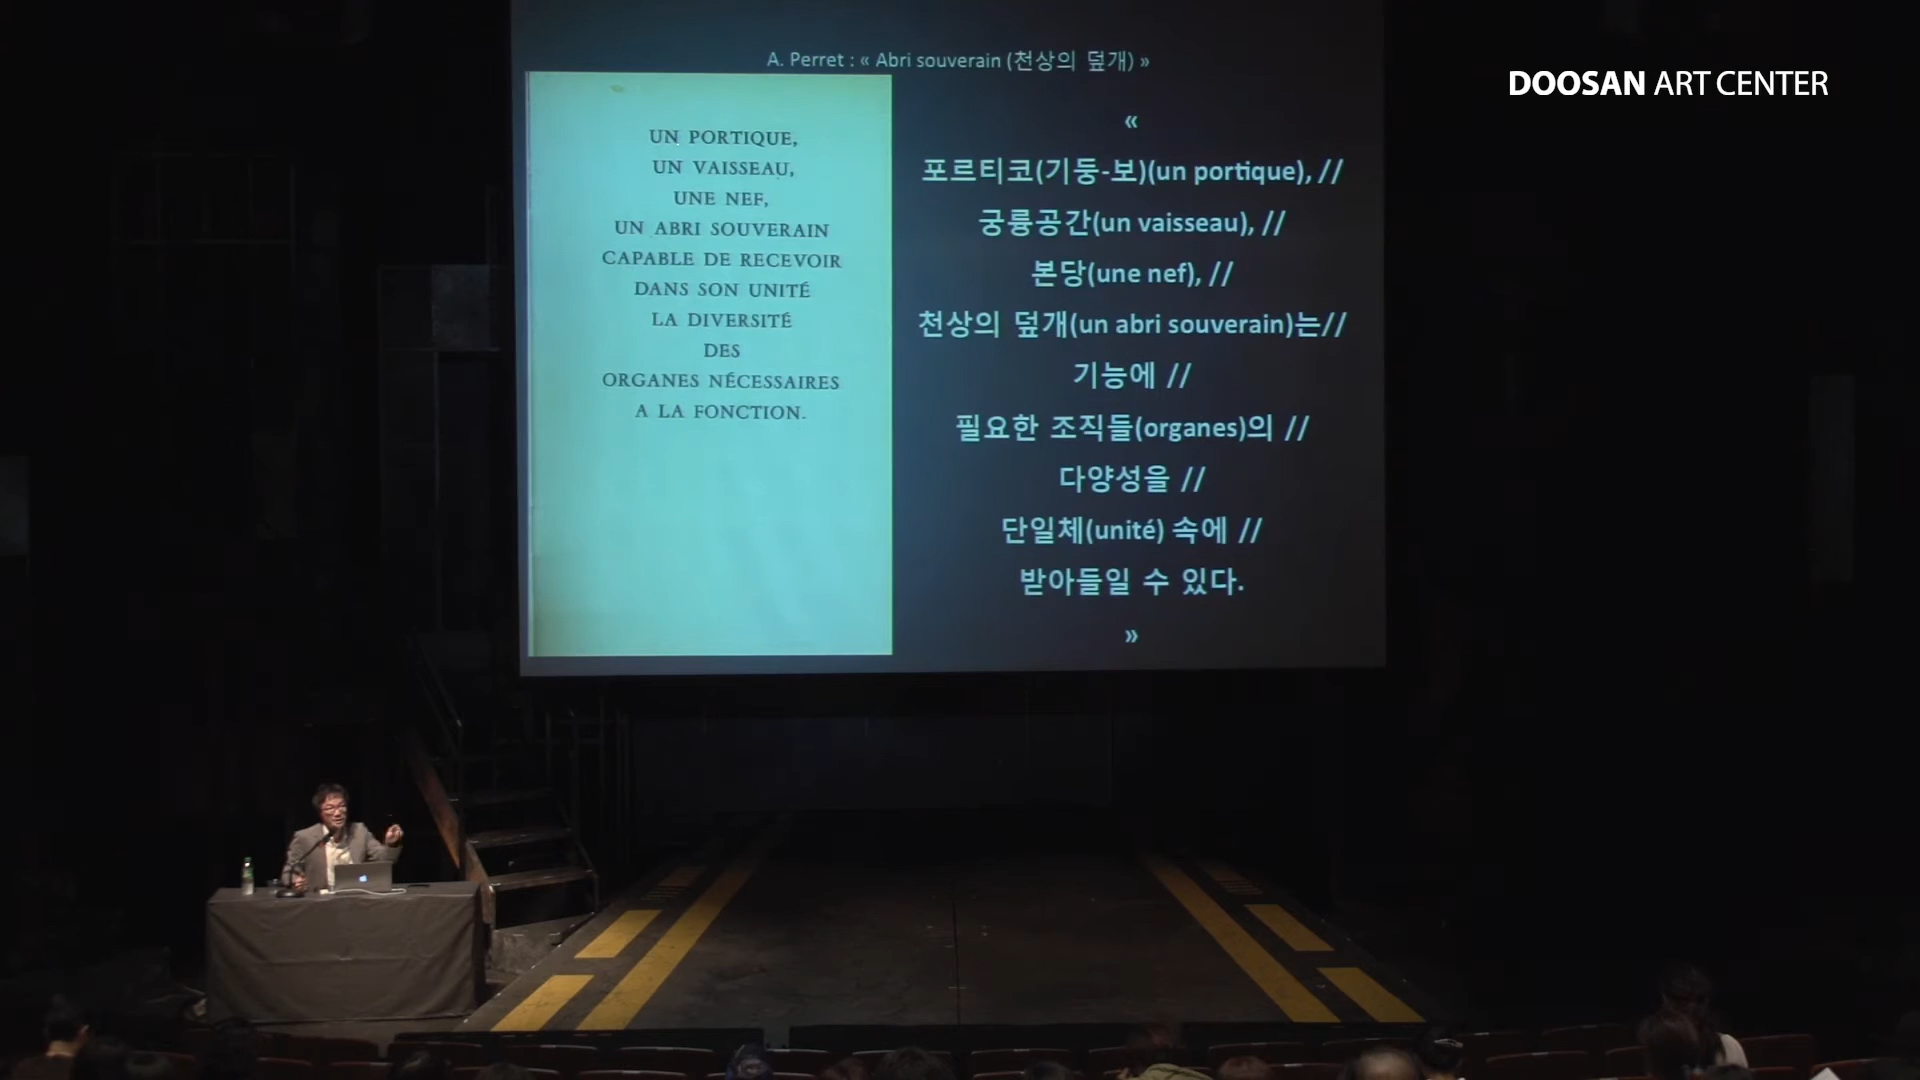 A. Perret : « Abri souverain (천상의 덮개) »
DOOSAN ART CENTER
UN PORTIQUE,
UN VAISSEAU,
UNE NEF,
UN ABRI SOUVERAIN
CAPABLE DE RECEVOIR
DANS SON UNITÉ
LA DIVERSITÉ
DES
ORGANES NÉCESSAIRES
A LA FONCTION.
«
포르티코(기둥-보)(un portique), //
궁륭공간(un vaisseau), //
본당(une nef), //
천상의 덮개(un abri souverain)는//
기능에 //
필요한 조직들(organes)의 //
다양성을 //
단일체(unité) 속에 //
받아들일 수 있다.
»